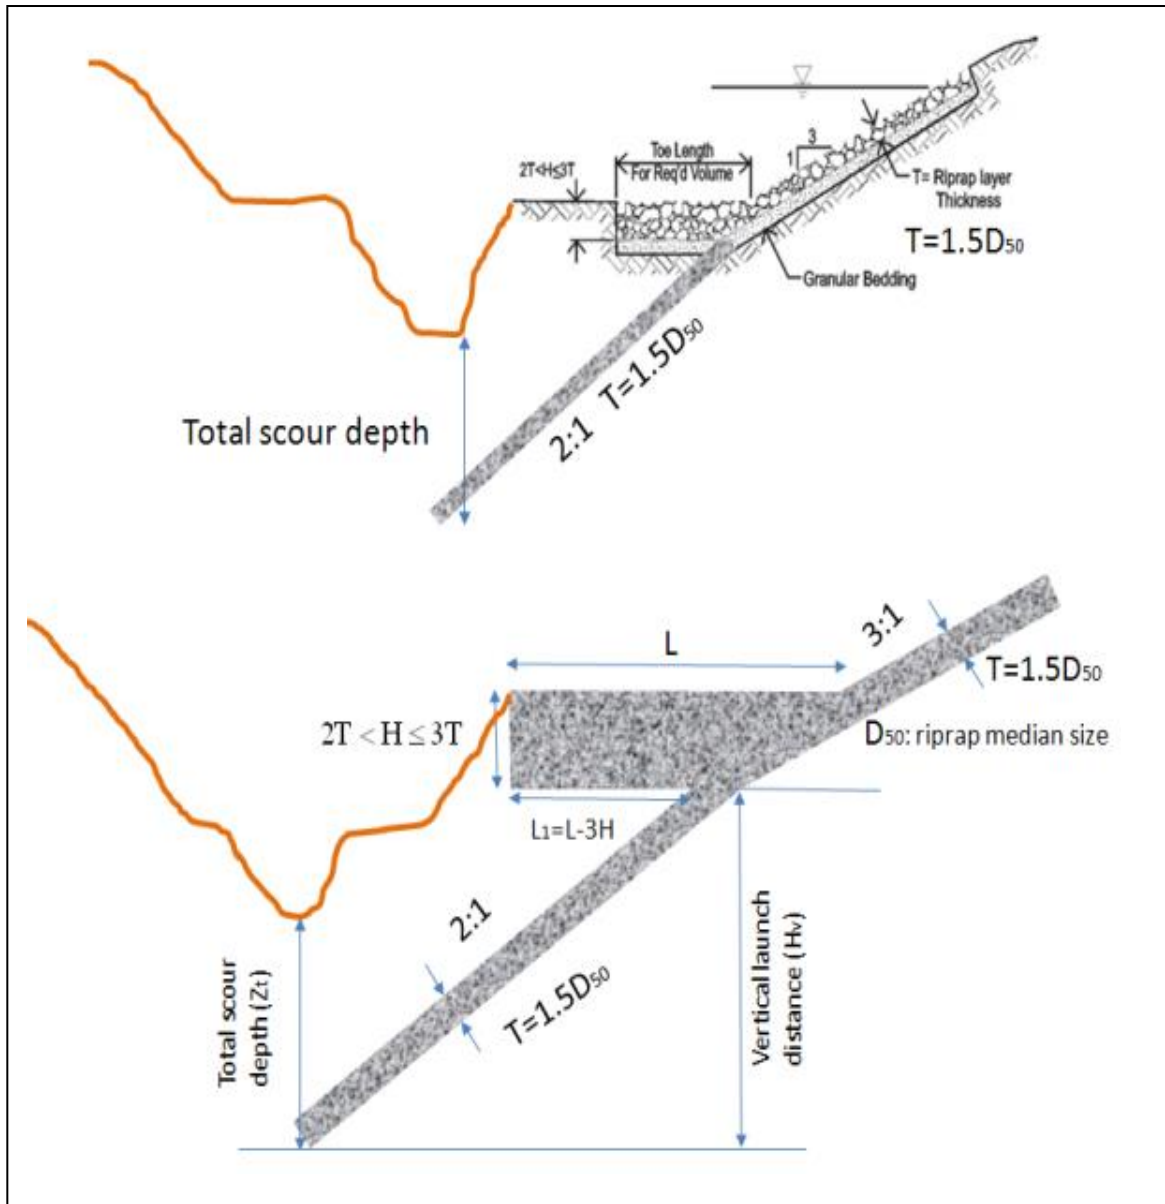 2T<H≤3T
Toe Length
For Req'd Volume
3
1
T= Riprap layer
Thickness
T=1.5D50
Granular Bedding
T=1.5D50
2:1
Total scour depth
L
3:1
T=1.5D50
2T < H ≤ 3T
D50: riprap median size
L1=L-3H
2:1
T=1.5D50
Total scour
depth (Zt)
Vertical launch
distance (Hv)